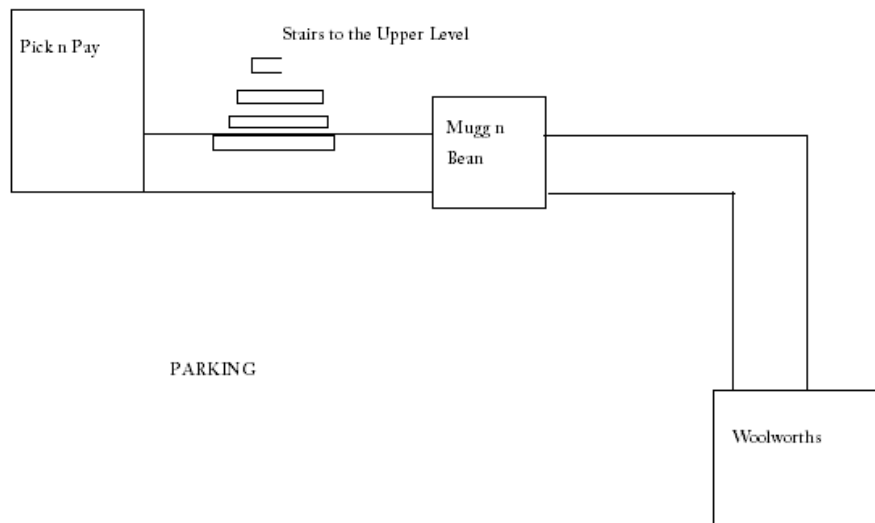 Pick n Pay
Stairs to the Upper Level
Mugg n
Bean
PARKING
Woolworths